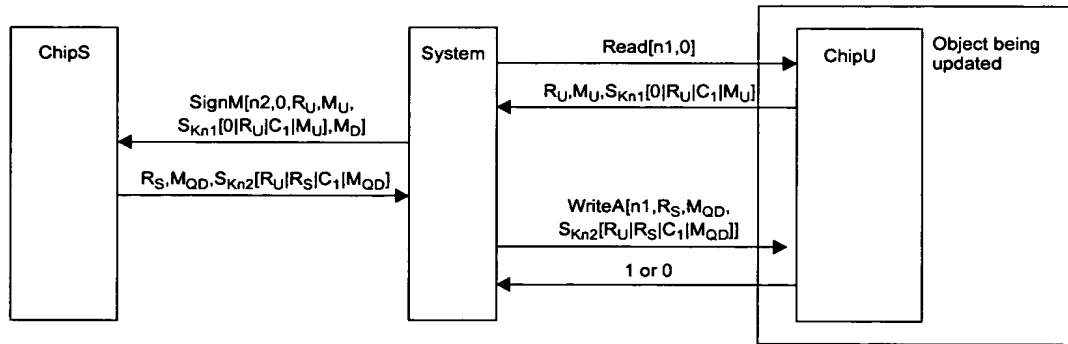 ChipS
System
ChipU
Object being
updated
Read[n1,0]
R_U,M_U,S_Kn1[0|R_U|C_1|M_U]
SignM[n2,0,R_U,M_U,
S_Kn1[0|R_U|C_1|M_U],M_D]
R_S,M_QD,S_Kn2[R_U|R_S|C_1|M_QD]
WriteA[n1,R_S,M_QD,
S_Kn2[R_U|R_S|C_1|M_QD]]
1 or 0